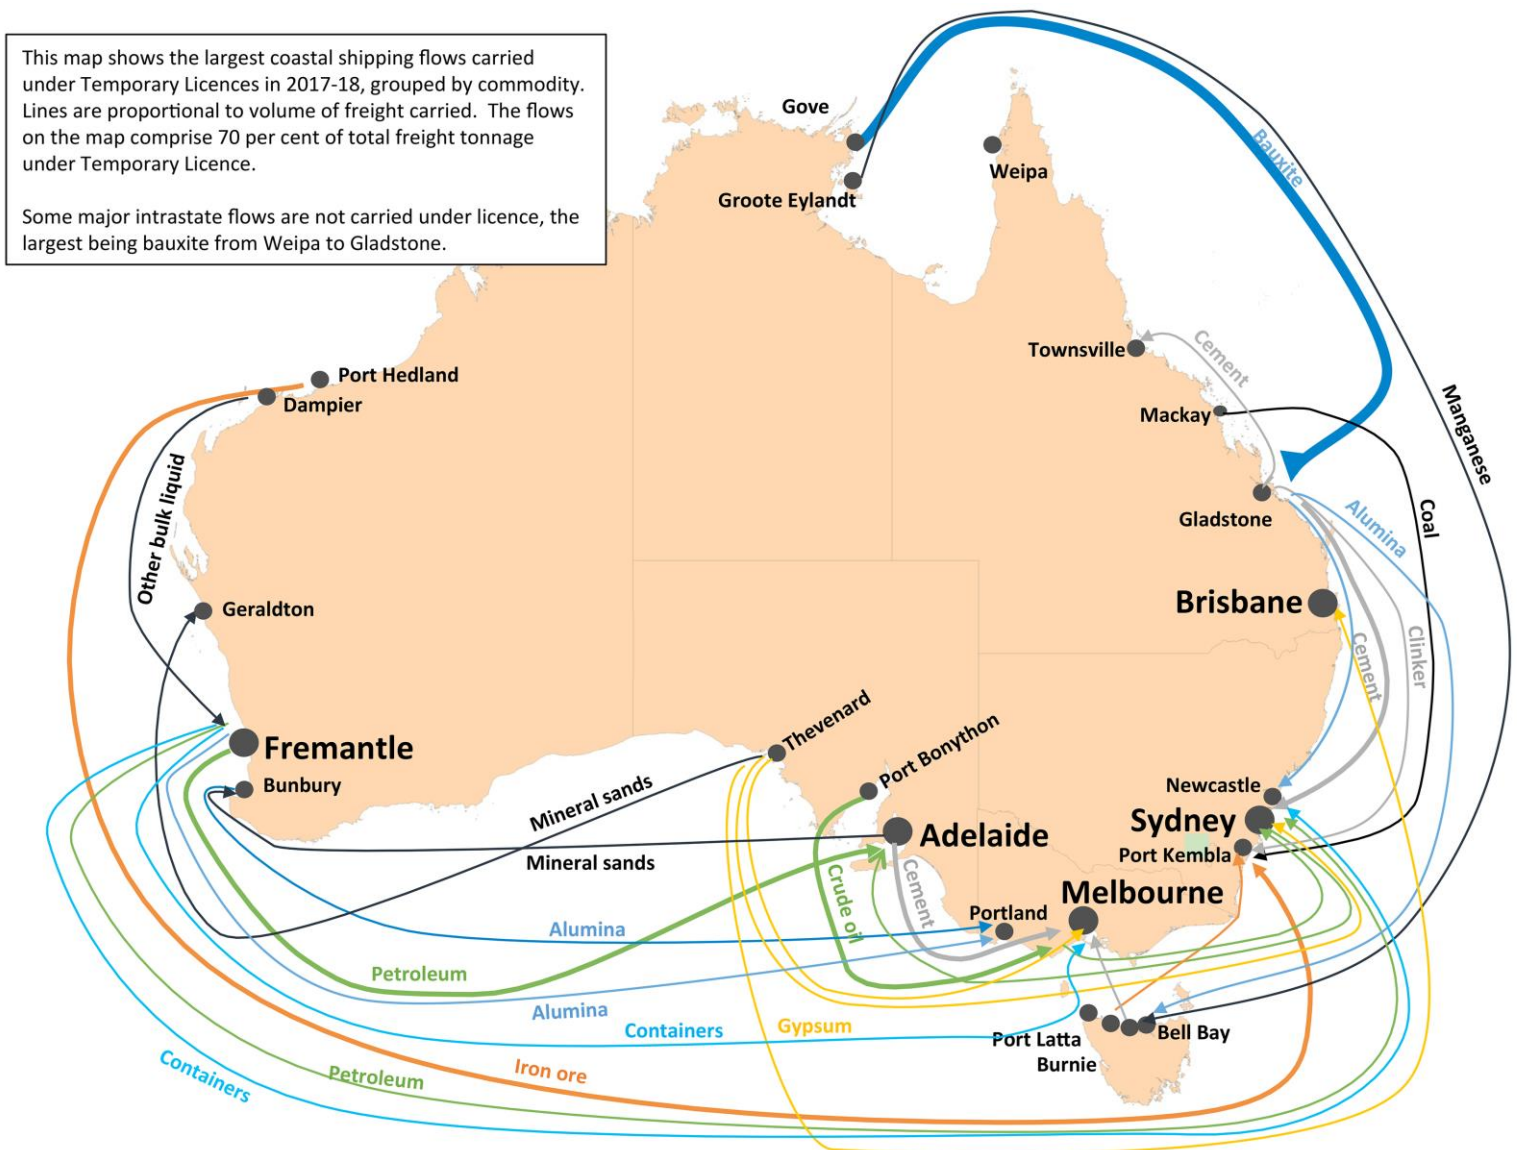 This map shows the largest coastal shipping flows carried
under Temporary Licences in 2017-18, grouped by commodity.
Lines are proportional to volume of freight carried.  The flows
on the map comprise 70 per cent of total freight tonnage
under Temporary Licence.
Some major intrastate flows are not carried under licence, the
largest being bauxite from Weipa to Gladstone.
Gove
Weipa
Groote Eylandt
Bauxite
Townsville
Cement
Port Hedland
Dampier
Mackay
Manganese
Other bulk liquid
Gladstone
Alumina
Coal
Geraldton
Brisbane
Cement
Clinker
Thevenard
Port Bonython
Fremantle
Bunbury
Mineral sands
Newcastle
Adelaide
Sydney
Mineral sands
Port Kembla
Crude oil
Cement
Melbourne
Portland
Alumina
Petroleum
Alumina
Containers
Gypsum
Port Latta
Bell Bay
Burnie
Containers
Petroleum
Iron ore